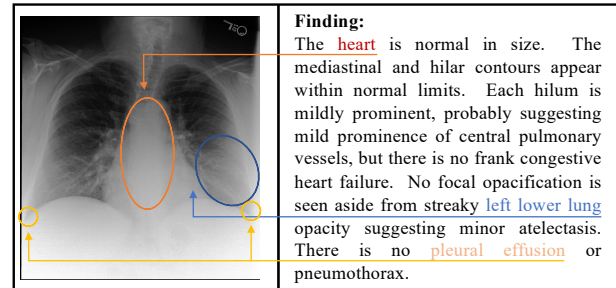 Finding:
The heart is normal in size. The
mediastinal and hilar contours appear
within normal limits. Each hilum is
mildly prominent, probably suggesting
mild prominence of central pulmonary
vessels, but there is no frank congestive
heart failure. No focal opacification is
seen aside from streaky left lower lung
opacity suggesting minor atelectasis.
There is no pleural effusion or
pneumothorax.